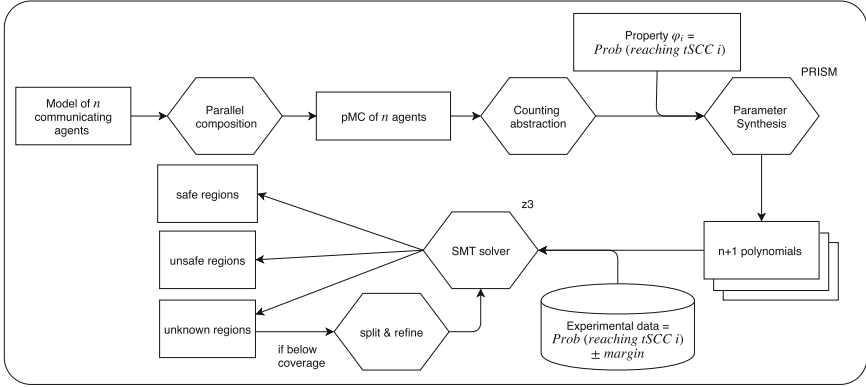 Property φᵢ =
Prob (reaching tSCC i)
PRISM
Model of n
communicating
agents
Parallel
composition
pMC of n agents
Counting
abstraction
Parameter
Synthesis
safe regions
z3
unsafe regions
SMT solver
n+1 polynomials
unknown regions
if below
coverage
split & refine
Experimental data =
Prob (reaching tSCC i)
± margin